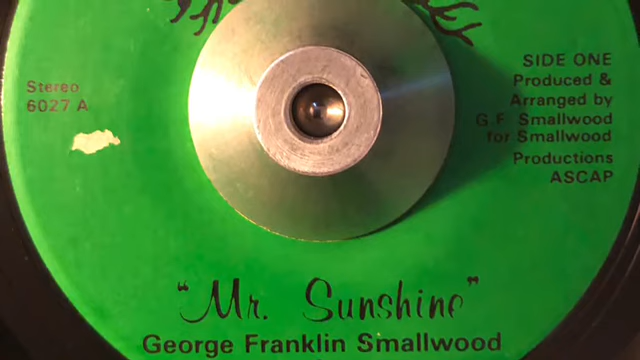 Stereo
6027 A
SIDE ONE
Produced &
Arranged by
G.F. Smallwood
for Smallwood
Productions
ASCAP
"Mr. Sunshine"
George Franklin Smallwood